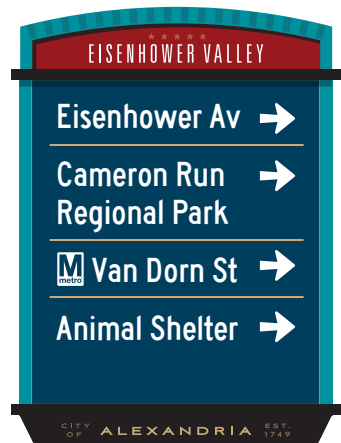 EISENHOWER VALLEY
Eisenhower Av
Cameron Run
Regional Park
M metro Van Dorn St
Animal Shelter
CITY OF ALEXANDRIA EST. 1749